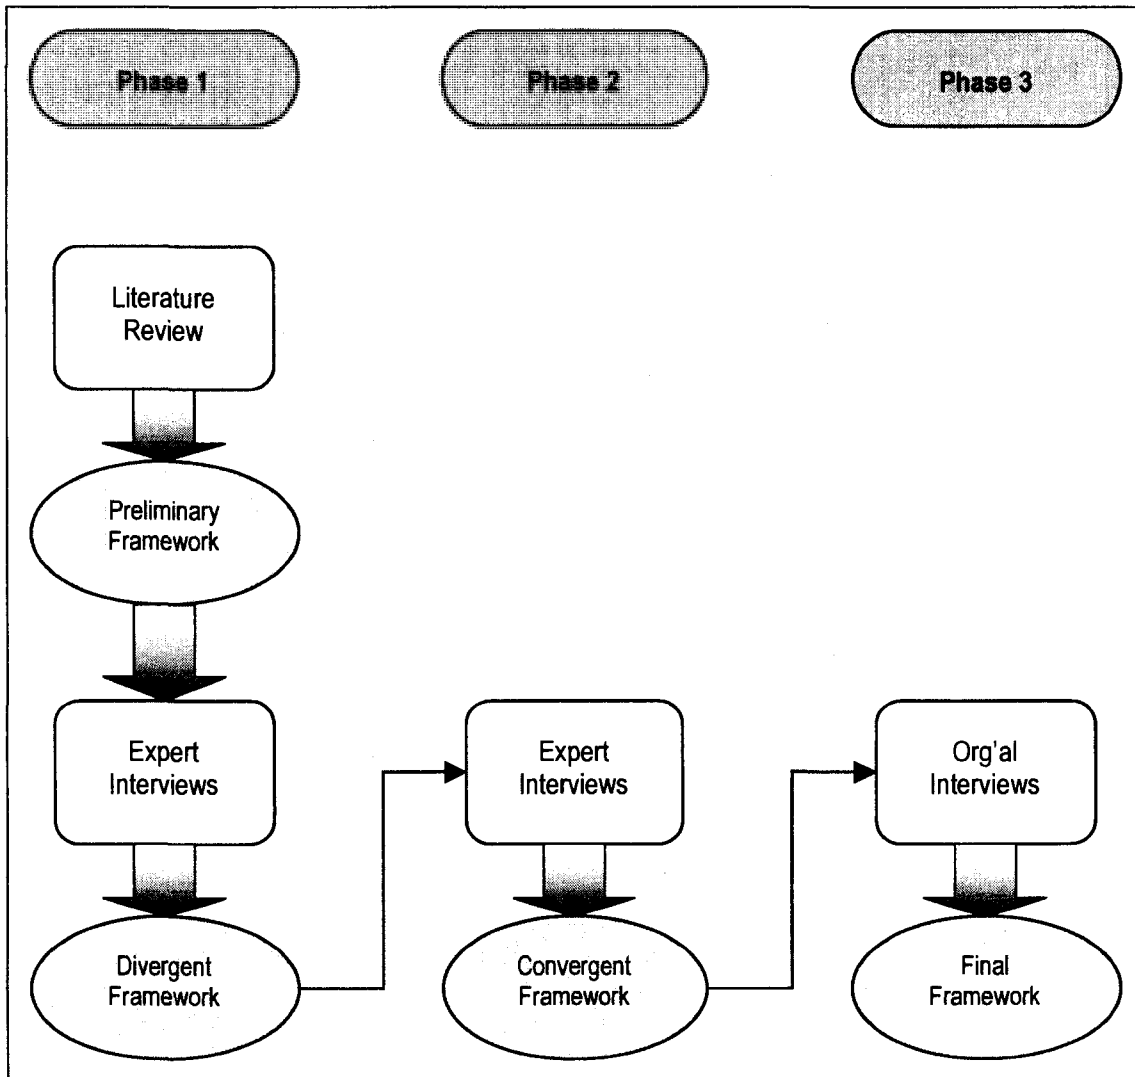 Phase 1
Phase 2
Phase 3
Literature
Review
Preliminary
Framework
Expert
Interviews
Expert
Interviews
Org'al
Interviews
Divergent
Framework
Convergent
Framework
Final
Framework